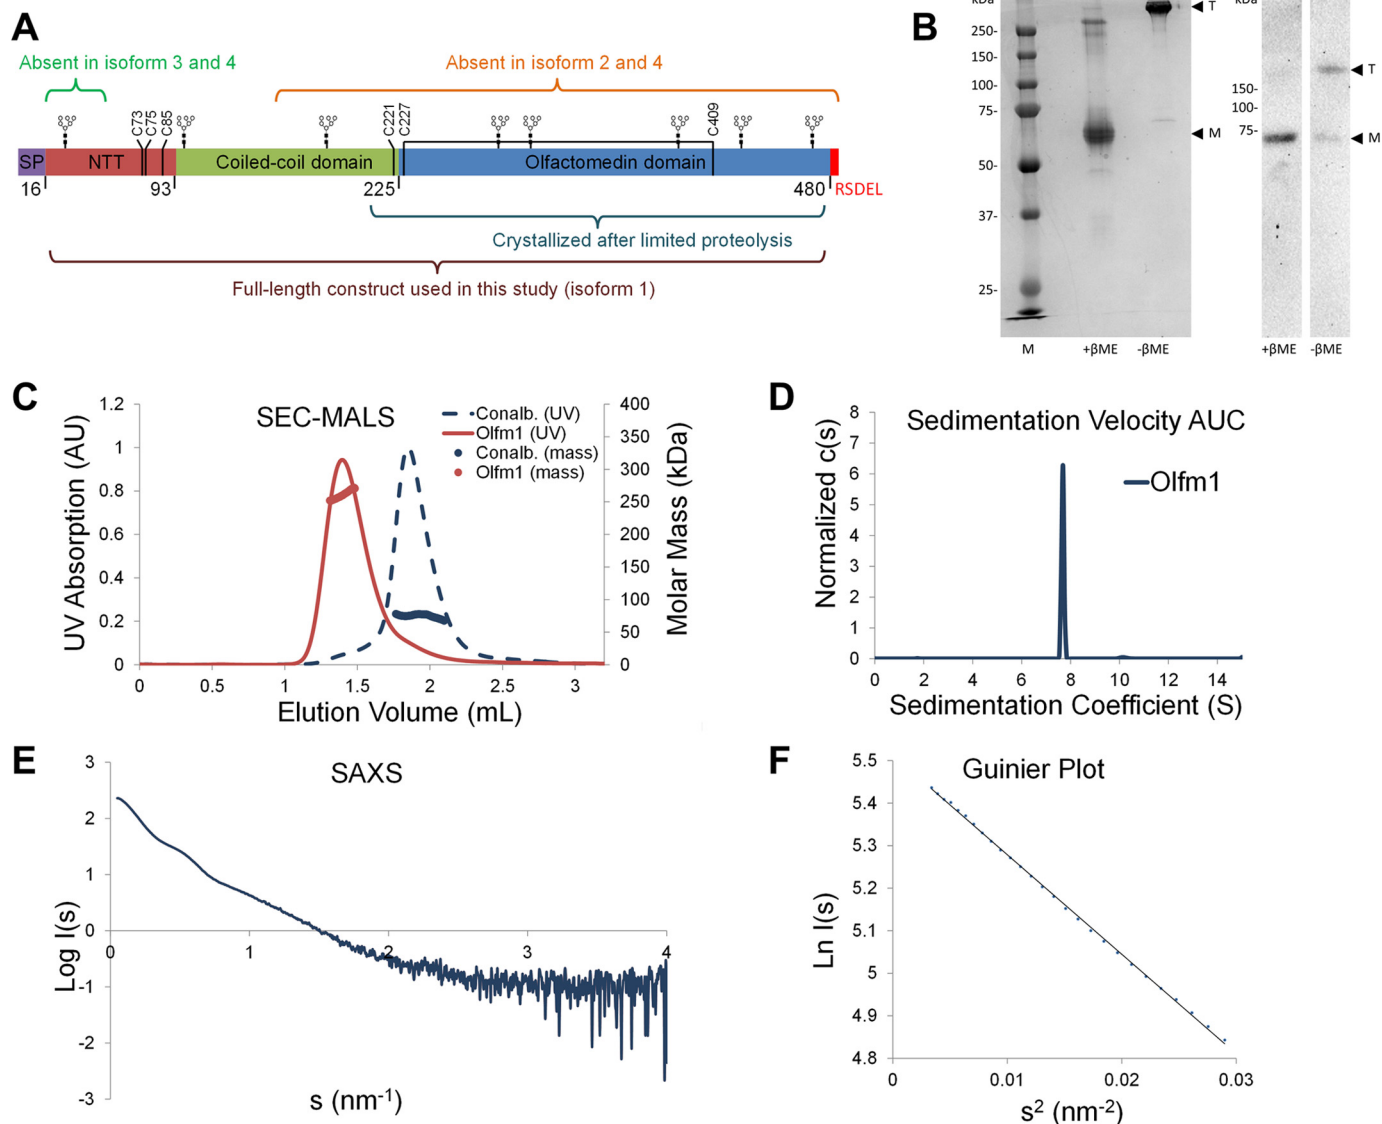 A
Absent in isoform 3 and 4
Absent in isoform 2 and 4
C73
C75
C85
C221
C227
C409
SP
NTT
Coiled-coil domain
Olfactomedin domain
16
93
225
480
RSDEL
Crystallized after limited proteolysis
Full-length construct used in this study (isoform 1)
B
kDa
250-
150-
100-
75-
50-
37-
25-
T
M
M
+βME
-βME
kDa
150-
100-
75-
T
M
+βME
-βME
C
SEC-MALS
Conalb. (UV)
Olfm1 (UV)
Conalb. (mass)
Olfm1 (mass)
UV Absorption (AU)
1.2
1
0.8
0.6
0.4
0.2
0
400
350
300
250
200
150
100
50
0
Molar Mass (kDa)
0 0.5 1 1.5 2 2.5 3
Elution Volume (mL)
D
Sedimentation Velocity AUC
Olfm1
Normalized c(s)
8
7
6
5
4
3
2
1
0
0 2 4 6 8 10 12 14
Sedimentation Coefficient (S)
E
SAXS
Log I(s)
3
2
1
0
-1
-2
-3
0 1 2 3 4
s (nm-1)
F
Guinier Plot
Ln I(s)
5.5
5.4
5.3
5.2
5.1
5
4.9
4.8
0 0.01 0.02 0.03
s2 (nm-2)